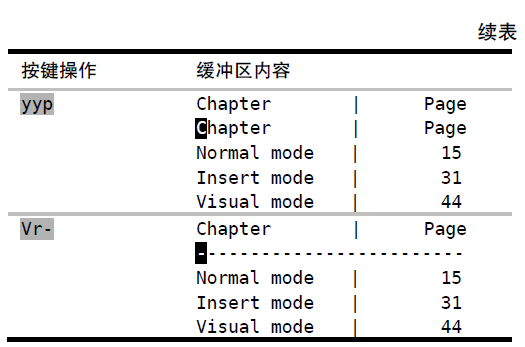 续表
按键操作 缓冲区内容
yyp Chapter | Page
Chapter | Page
Normal mode | 15
Insert mode | 31
Visual mode | 44
Vr- Chapter | Page
-------------------------
Normal mode | 15
Insert mode | 31
Visual mode | 44